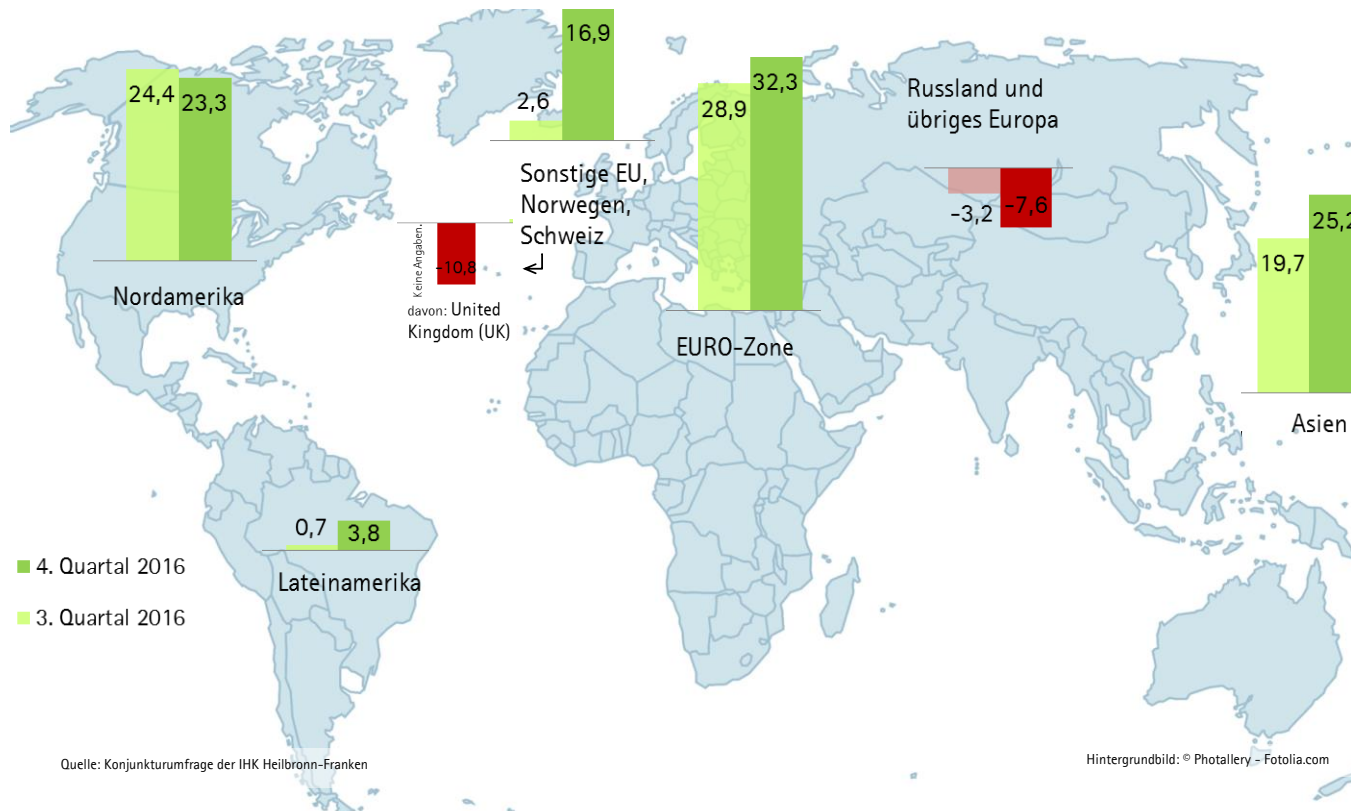 16,9
2,6
24,4
23,3
28,9
32,3
Russland und
übriges Europa
-3,2
-7,6
Sonstige EU,
Norwegen,
Schweiz
Keine Angaben.
-10,8
davon: United
Kingdom (UK)
Nordamerika
EURO-Zone
19,7
25,2
Asien
0,7
3,8
Lateinamerika
4. Quartal 2016
3. Quartal 2016
Quelle: Konjunkturumfrage der IHK Heilbronn-Franken
Hintergrundbild: © Photallery - Fotolia.com